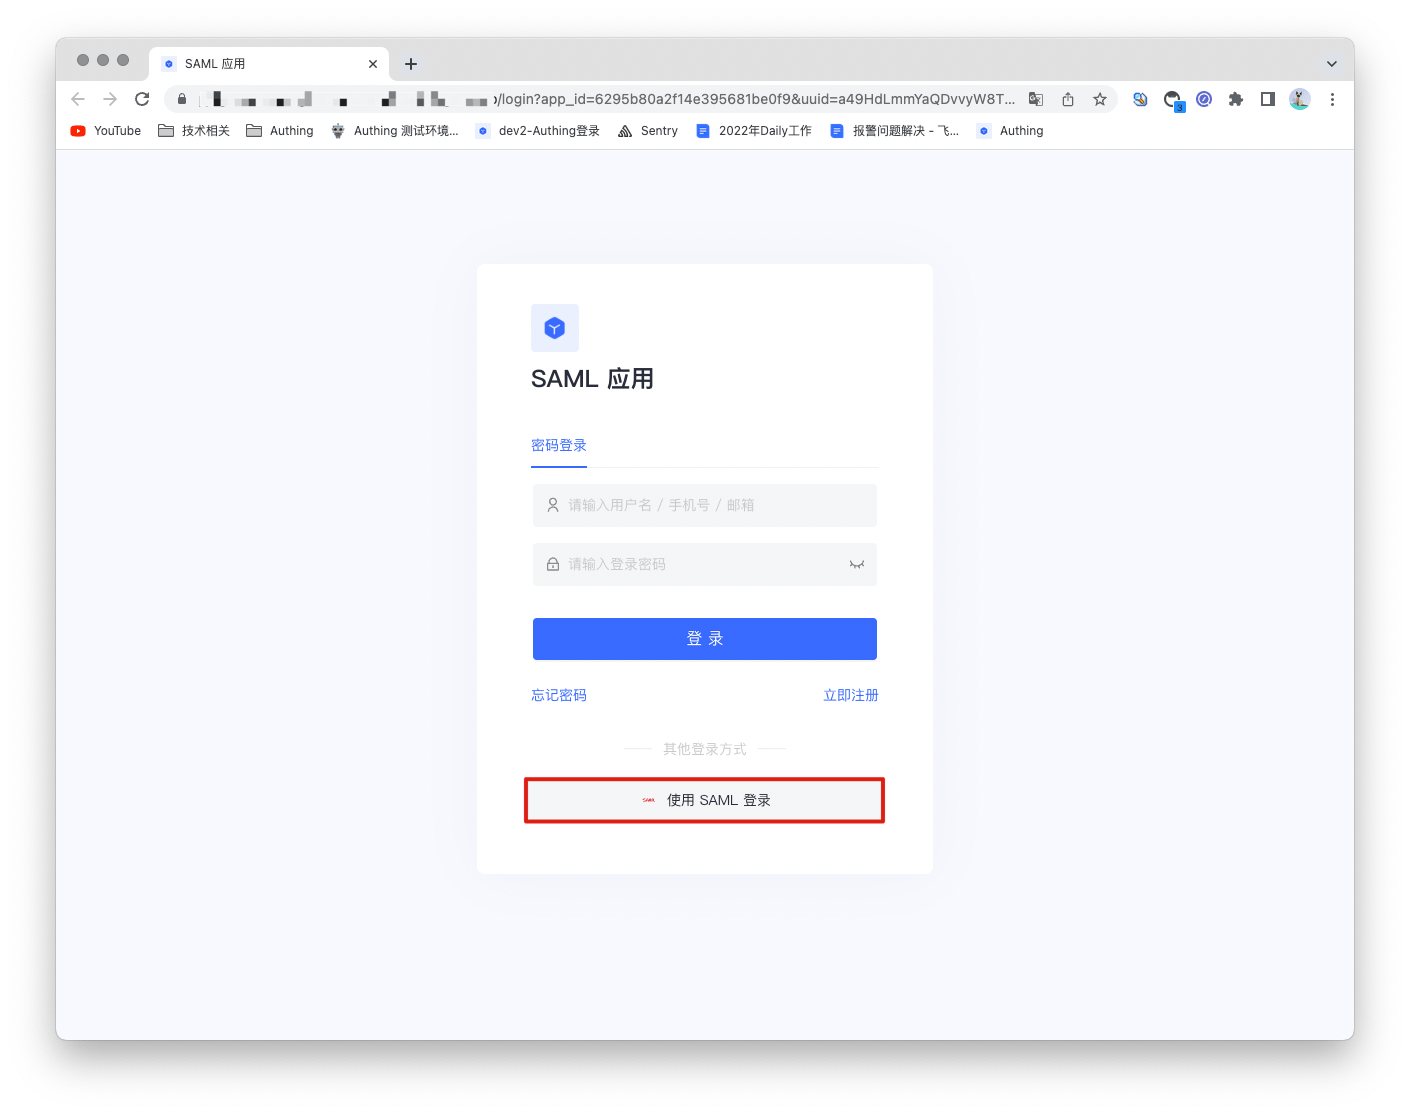 SAML 应用
/login?app_id=6295b80a2f14e395681be0f9&uuid=a49HdLmmYaQDvvyW8T...
3
YouTube 技术相关 Authing Authing 测试环境... dev2-Authing登录 Sentry 2022年Daily工作 报警问题解决 - 飞... Authing
SAML 应用
密码登录
请输入用户名 / 手机号 / 邮箱
请输入登录密码
登 录
忘记密码 立即注册
其他登录方式
SAML 使用 SAML 登录